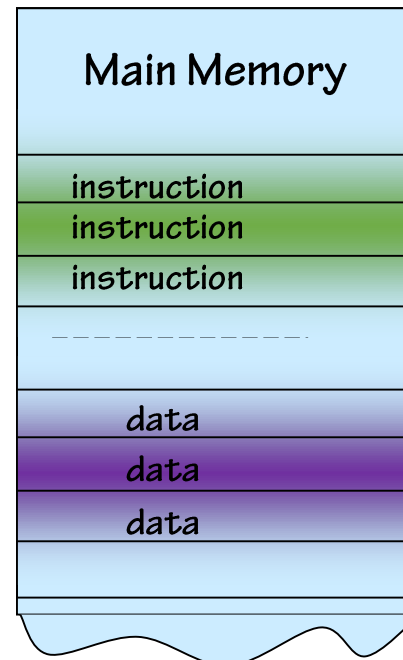 Main Memory
instruction
instruction
instruction
data
data
data